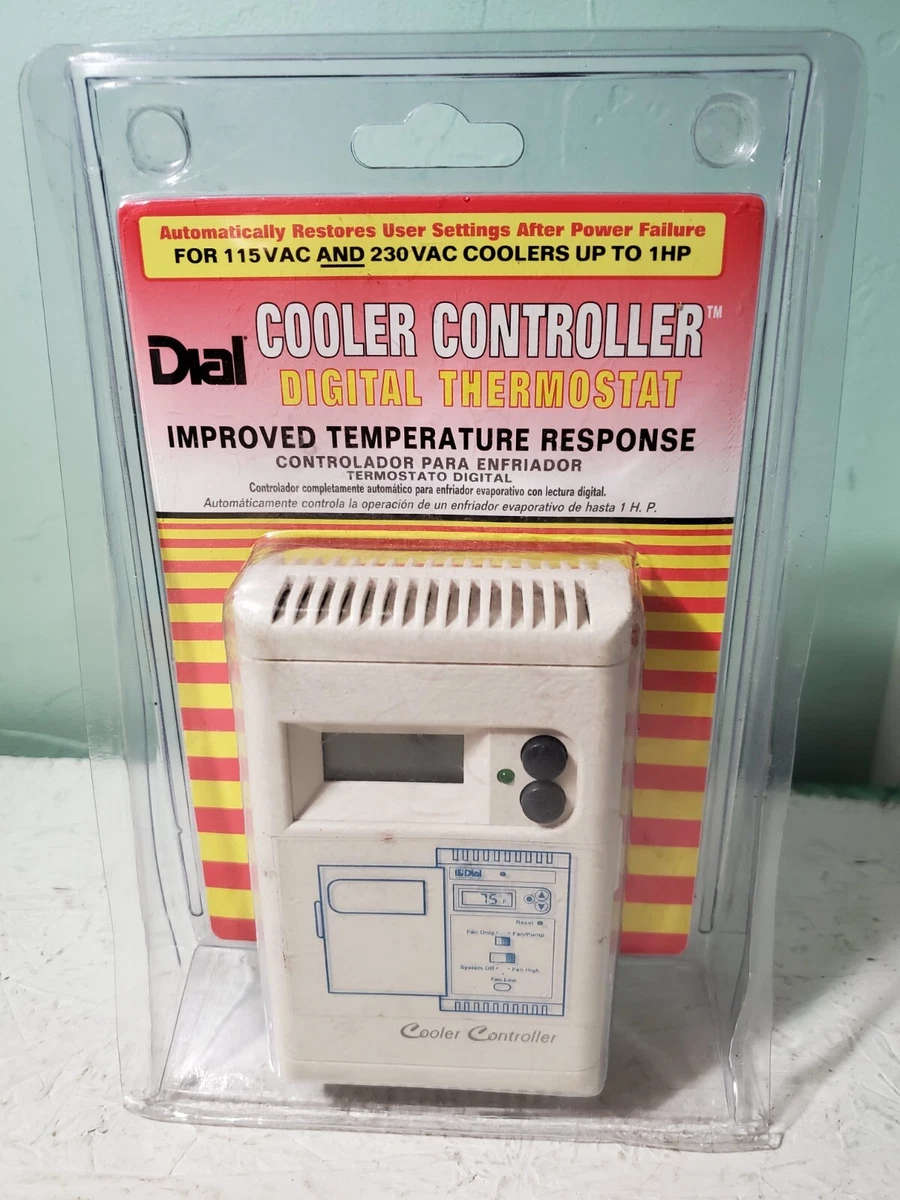 Automatically Restores User Settings After Power Failure
FOR 115VAC AND 230VAC COOLERS UP TO 1HP
Dial
COOLER CONTROLLER™
DIGITAL THERMOSTAT
IMPROVED TEMPERATURE RESPONSE
CONTROLADOR PARA ENFRIADOR
TERMOSTATO DIGITAL
Controlador completamente automático para enfriador evaporativo con lectura digital.
Automáticamente controla la operación de un enfriador evaporativo de hasta 1 H. P.
Dial
75 F
Reset
Fan Only Fan/Pump
System Off Fan High
Fan Low
Cooler Controller